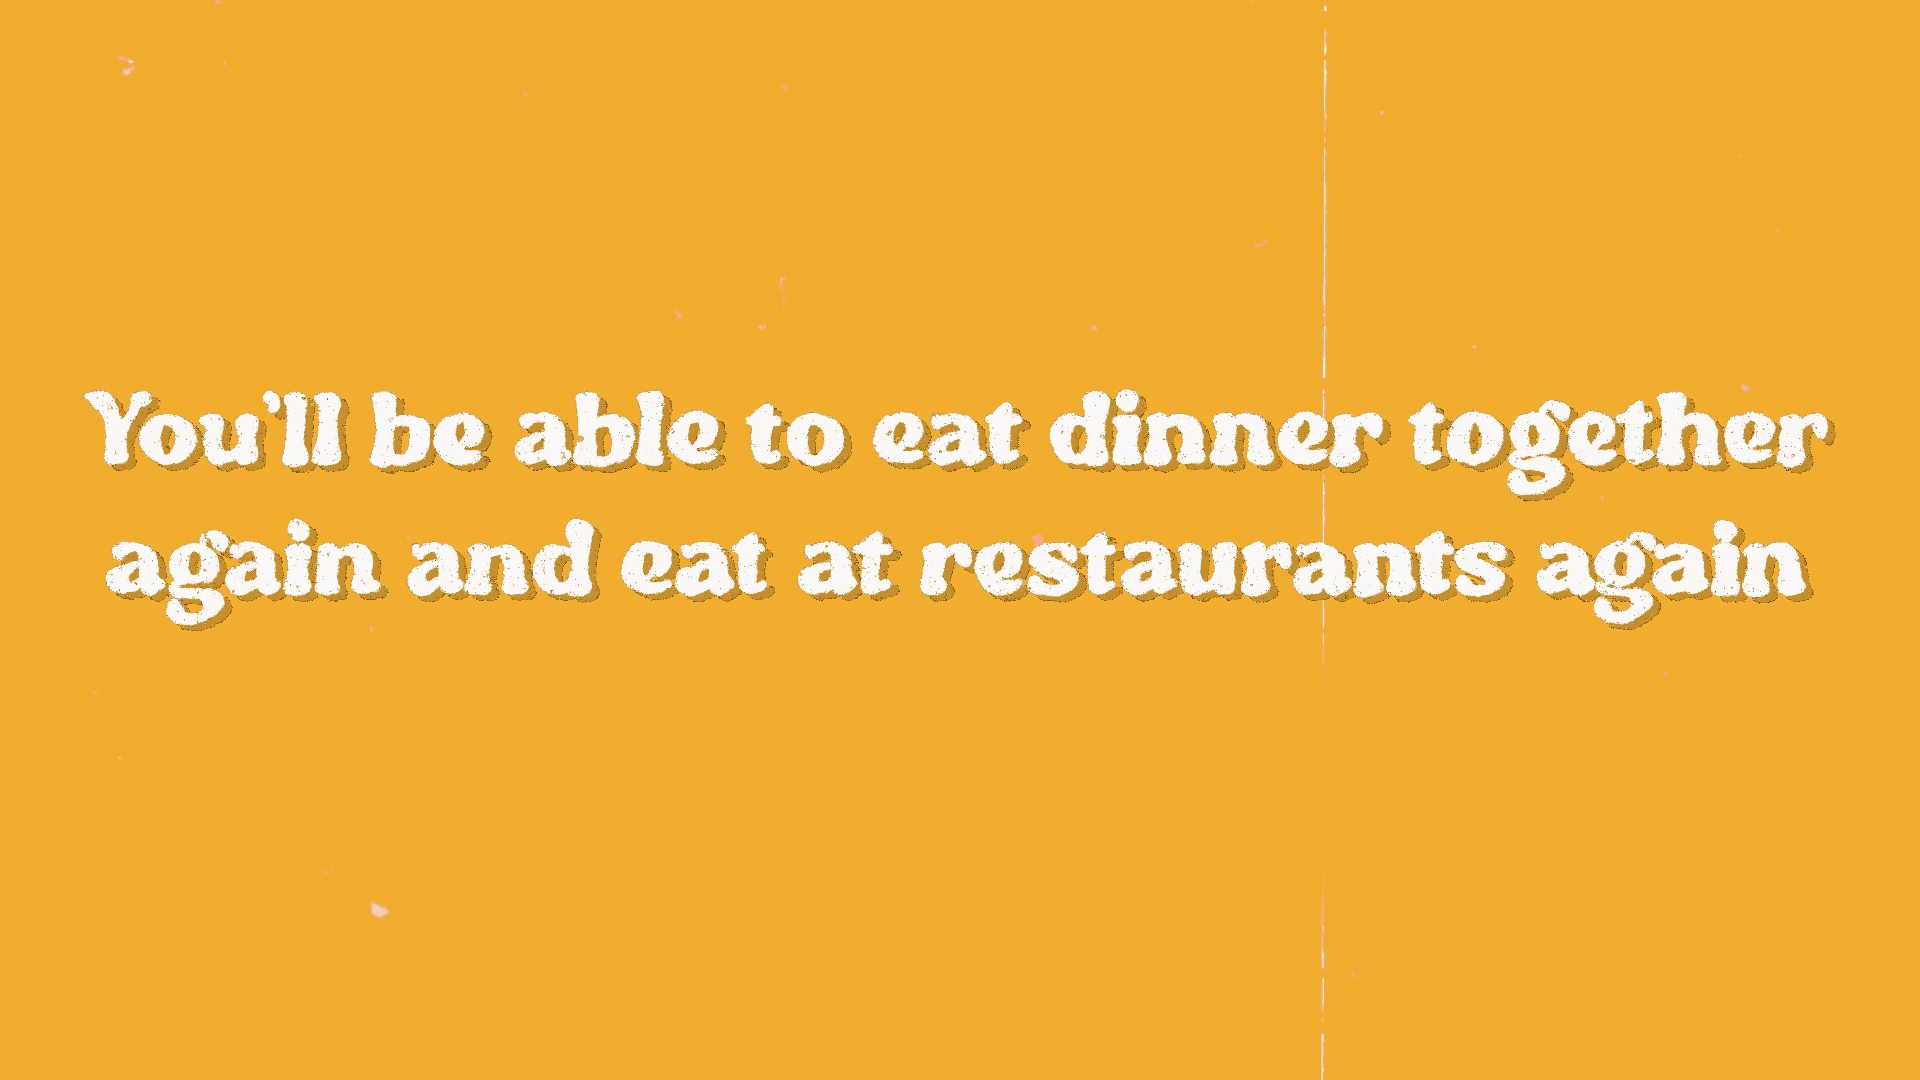 You'll be able to eat dinner together
again and eat at restaurants again